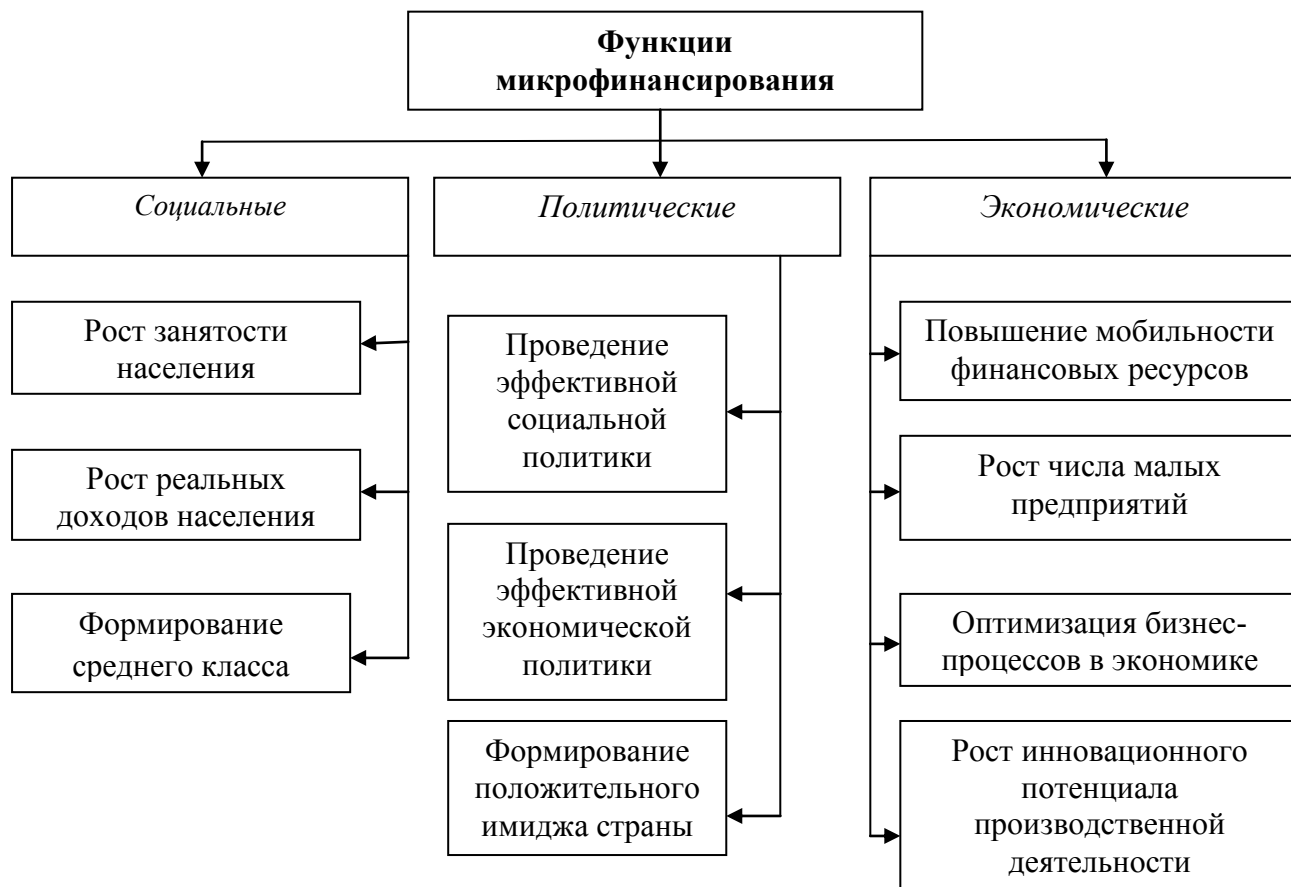 Функции
микрофинансирования
Социальные
Политические
Экономические
Рост занятости
населения
Рост реальных
доходов населения
Формирование
среднего класса
Проведение
эффективной
социальной
политики
Проведение
эффективной
экономической
политики
Формирование
положительного
имиджа страны
Повышение мобильности
финансовых ресурсов
Рост числа малых
предприятий
Оптимизация бизнес-
процессов в экономике
Рост инновационного
потенциала
производственной
деятельности